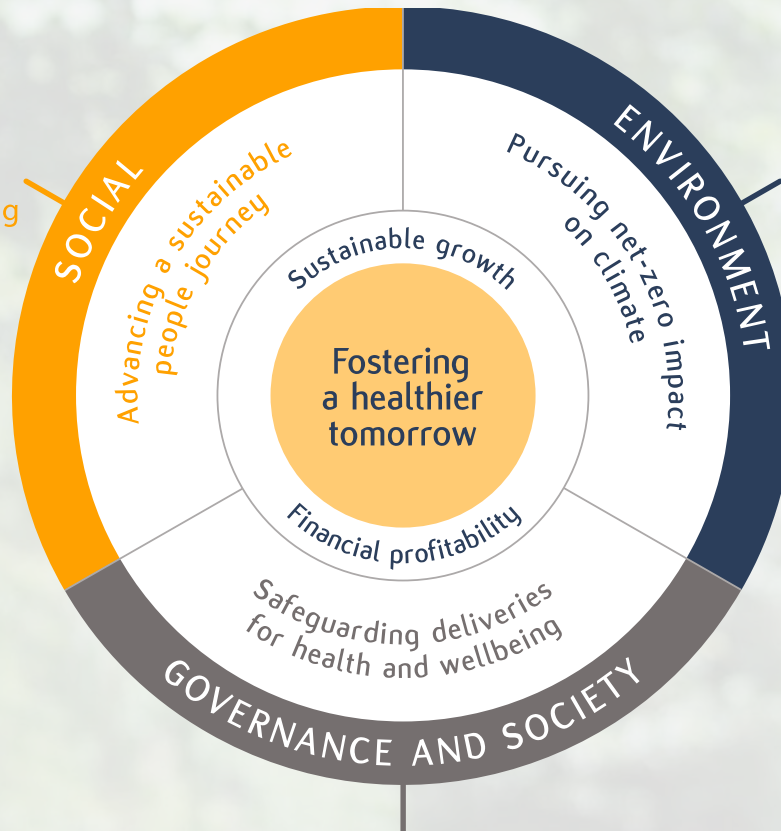 SOCIAL
Advancing a sustainable
people journey
g
ENVIRONMENT
Pursuing net-zero impact
on climate
Sustainable growth
Fostering
a healthier
tomorrow
Financial profitability
Safeguarding deliveries
for health and wellbeing
GOVERNANCE AND SOCIETY